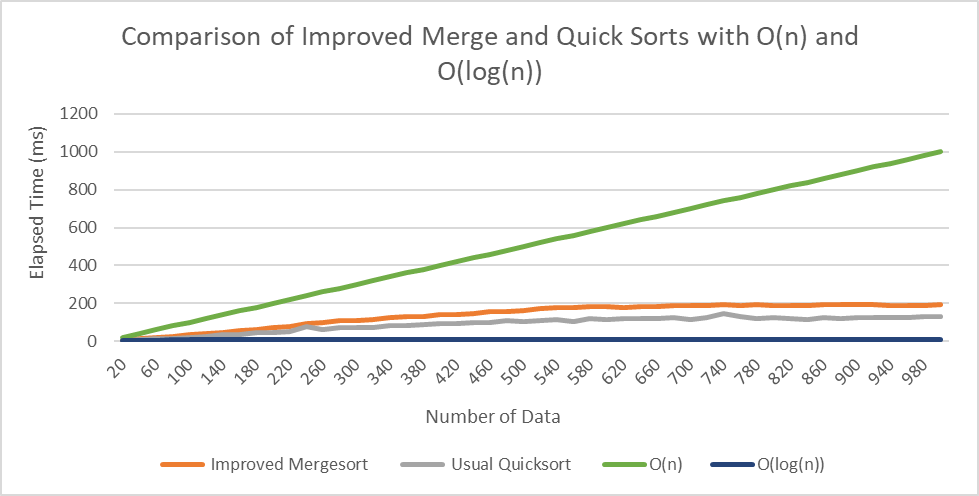 Comparison of Improved Merge and Quick Sorts with O(n) and
O(log(n))
Elapsed Time (ms)
1200
1000
800
600
400
200
0
20 60 100 140 180 220 260 300 340 380 420 460 500 540 580 620 660 700 740 780 820 860 900 940 980
Number of Data
Improved Mergesort Usual Quicksort O(n) O(log(n))